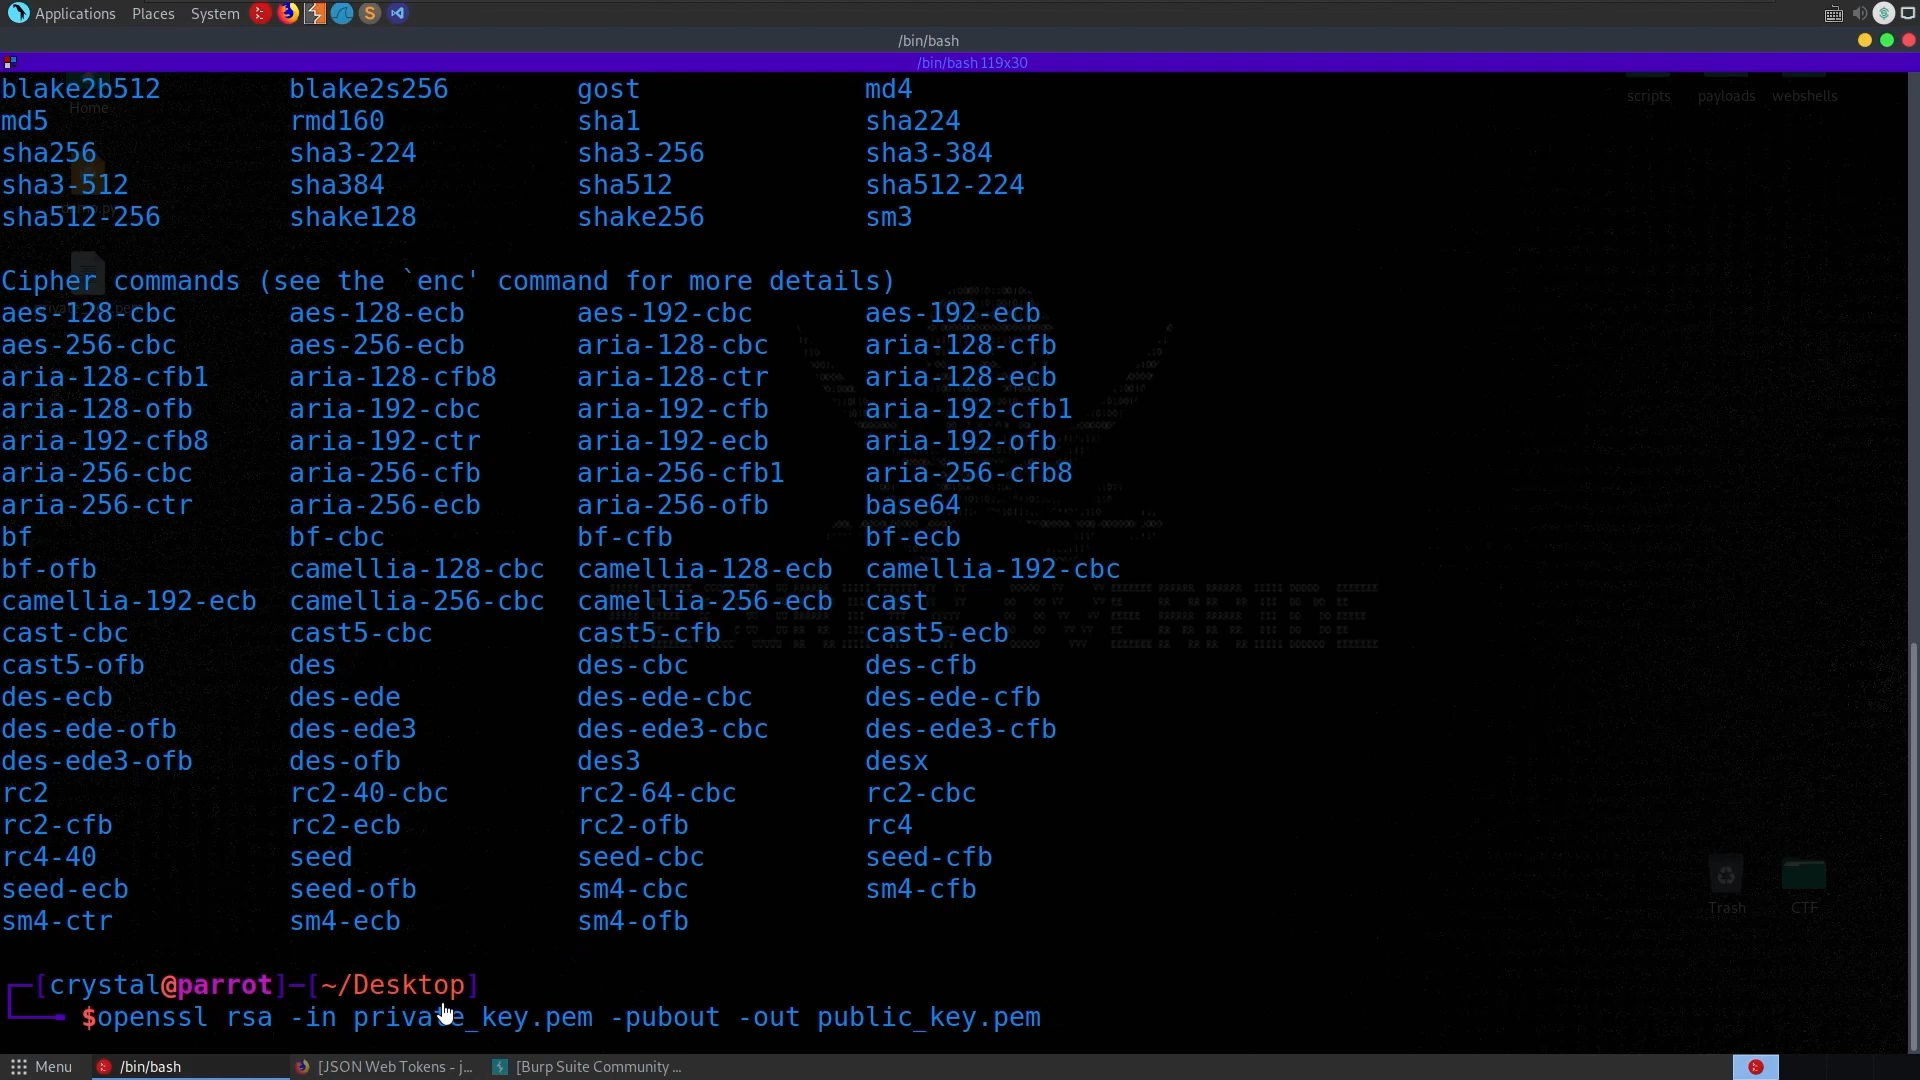 Applications Places System
/bin/bash
/bin/bash 119x30
Home
scripts payloads webshells
blake2b512 blake2s256 gost md4
md5 rmd160 sha1 sha224
sha256 sha3-224 sha3-256 sha3-384
sha3-512 sha384 sha512 sha512-224
sha512-256 shake128 shake256 sm3
Cipher commands (see the `enc' command for more details)
aes-128-cbc aes-128-ecb aes-192-cbc aes-192-ecb
aes-256-cbc aes-256-ecb aria-128-cbc aria-128-cfb
aria-128-cfb1 aria-128-cfb8 aria-128-ctr aria-128-ecb
aria-128-ofb aria-192-cbc aria-192-cfb aria-192-cfb1
aria-192-cfb8 aria-192-ctr aria-192-ecb aria-192-ofb
aria-256-cbc aria-256-cfb aria-256-cfb1 aria-256-cfb8
aria-256-ctr aria-256-ecb aria-256-ofb base64
bf bf-cbc bf-cfb bf-ecb
bf-ofb camellia-128-cbc camellia-128-ecb camellia-192-cbc
camellia-192-ecb camellia-256-cbc camellia-256-ecb cast
cast-cbc cast5-cbc cast5-cfb cast5-ecb
cast5-ofb des des-cbc des-cfb
des-ecb des-ede des-ede-cbc des-ede-cfb
des-ede-ofb des-ede3 des-ede3-cbc des-ede3-cfb
des-ede3-ofb des-ofb des3 desx
rc2 rc2-40-cbc rc2-64-cbc rc2-cbc
rc2-cfb rc2-ecb rc2-ofb rc4
rc4-40 seed seed-cbc seed-cfb
seed-ecb seed-ofb sm4-cbc sm4-cfb
sm4-ctr sm4-ecb sm4-ofb
Trash CTF
[crystal@parrot]-[~/Desktop]
$openssl rsa -in private_key.pem -pubout -out public_key.pem
Menu /bin/bash [JSON Web Tokens - j... [Burp Suite Community ...